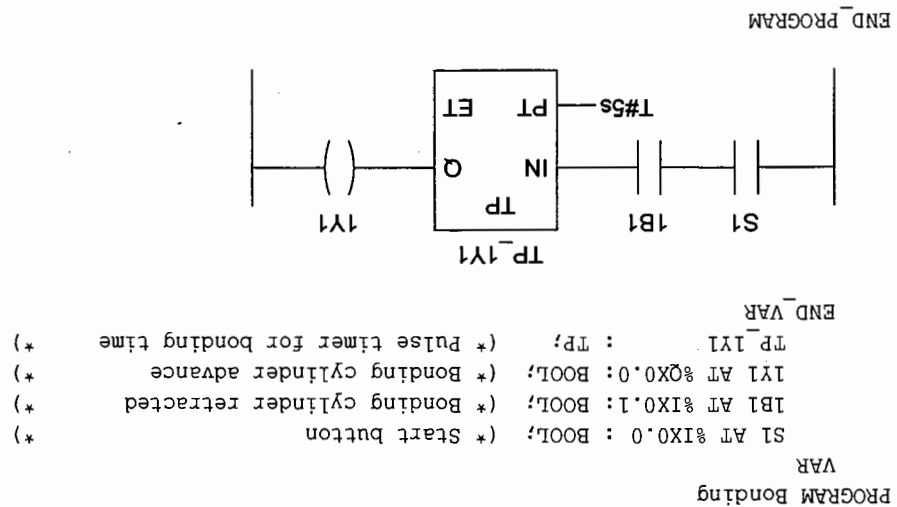 PROGRAM Bonding
VAR
S1 AT %IX0.0 : BOOL; (* Start button *)
1B1 AT %IX0.1: BOOL; (* Bonding cylinder retracted *)
1Y1 AT %QX0.0: BOOL; (* Bonding cylinder advance *)
TP_1Y1 : TP; (* Pulse timer for bonding time *)
END_VAR
TP_1Y1
S1 1B1 TP 1Y1
IN Q
T#5s PT ET
END_PROGRAM